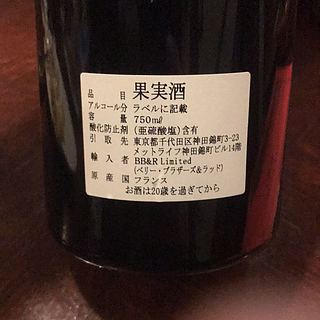 品目 果実酒
アルコール分 ラベルに記載
容量 750mℓ
酸化防止剤 (亜硫酸塩)含有
引取先 東京都千代田区神田錦町3-23
メットライフ神田錦町ビル14階
輸入者 BB&R Limited
(ベリー・ブラザーズ&ラッド)
原産国 フランス
お酒は20歳を過ぎてから